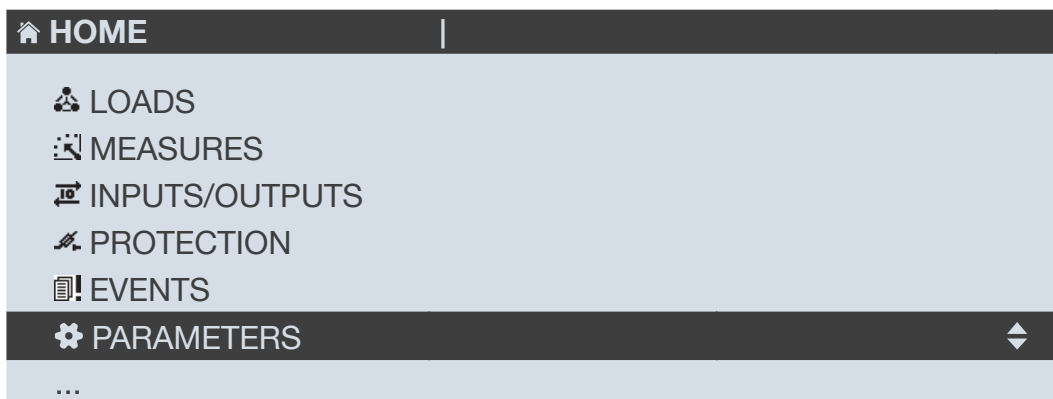 HOME |
LOADS
MEASURES
INPUTS/OUTPUTS
PROTECTION
EVENTS
PARAMETERS
...